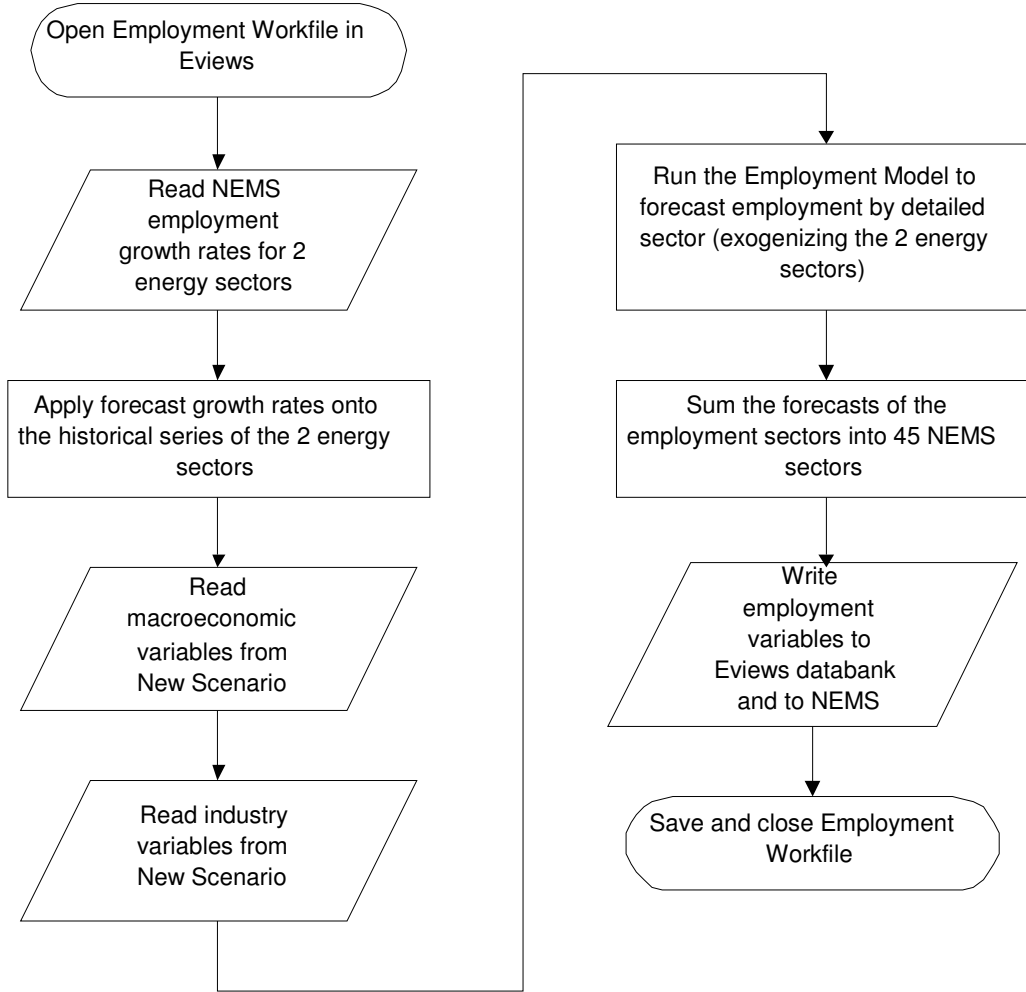 Open Employment Workfile in
Eviews
Read NEMS
employment
growth rates for 2
energy sectors
Apply forecast growth rates onto
the historical series of the 2 energy
sectors
Read
macroeconomic
variables from
New Scenario
Read industry
variables from
New Scenario
Run the Employment Model to
forecast employment by detailed
sector (exogenizing the 2 energy
sectors)
Sum the forecasts of the
employment sectors into 45 NEMS
sectors
Write
employment
variables to
Eviews databank
and to NEMS
Save and close Employment
Workfile